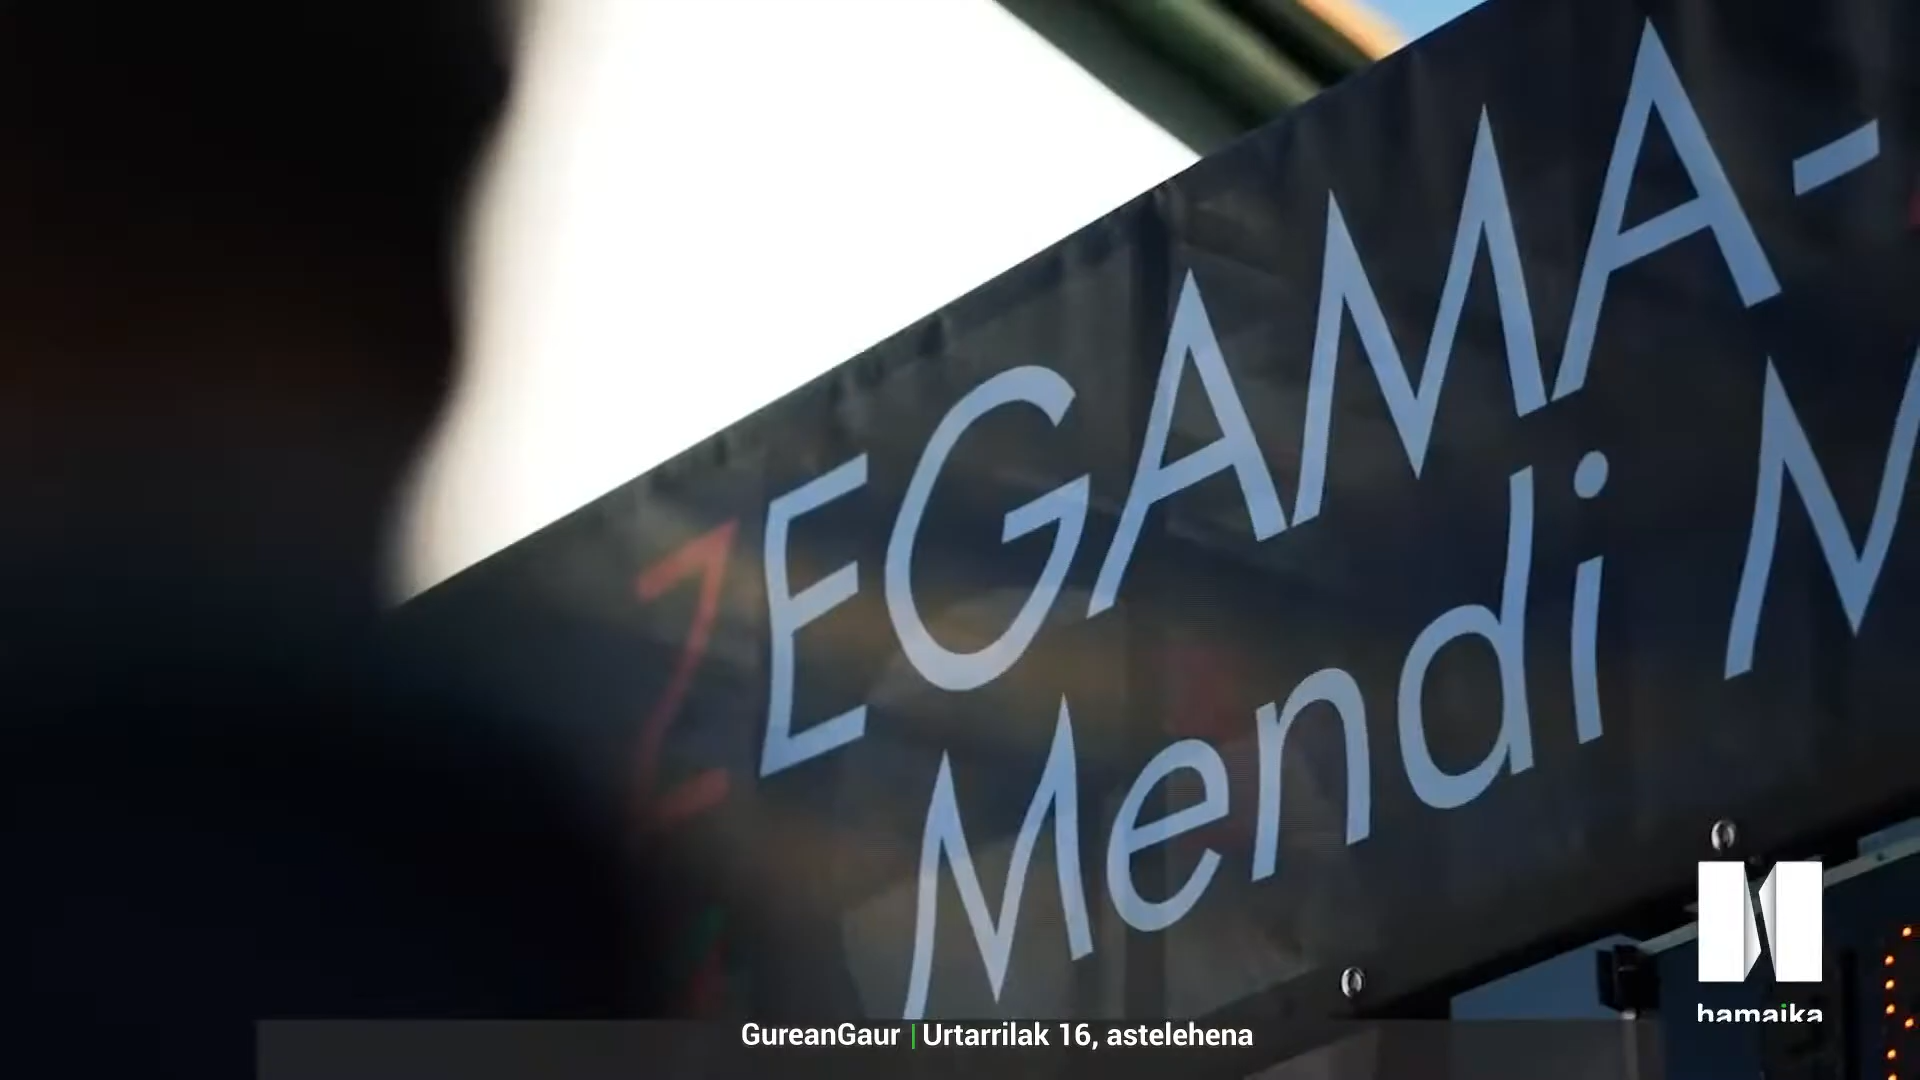 ZEGAMA-
Mendi M
hamaika
GureanGaur | Urtarrilak 16, astelehena